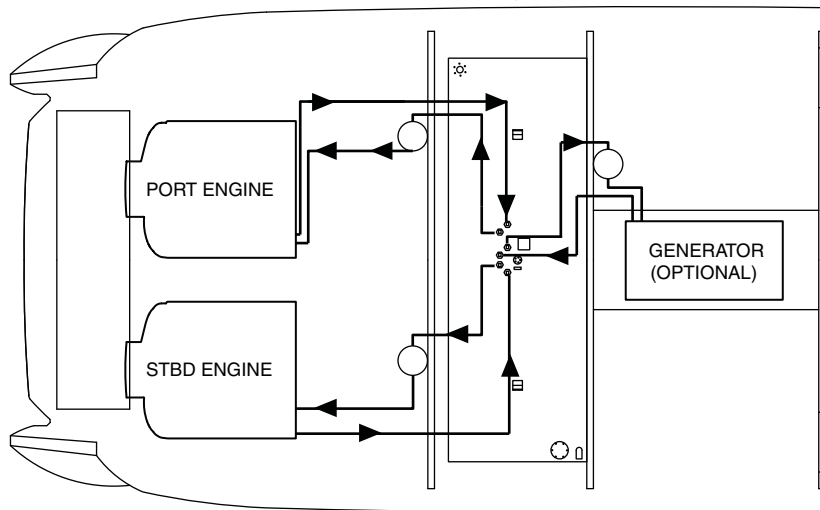 PORT ENGINE
GENERATOR
(OPTIONAL)
STBD ENGINE